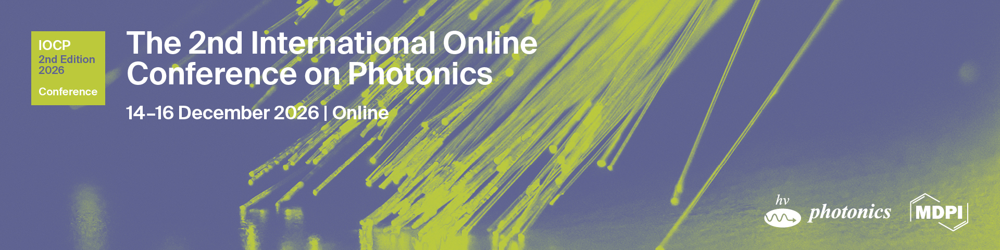 IOCP
2nd Edition
2026
Conference
The 2nd International Online
Conference on Photonics
14–16 December 2026 | Online
hν
photonics
MDPI